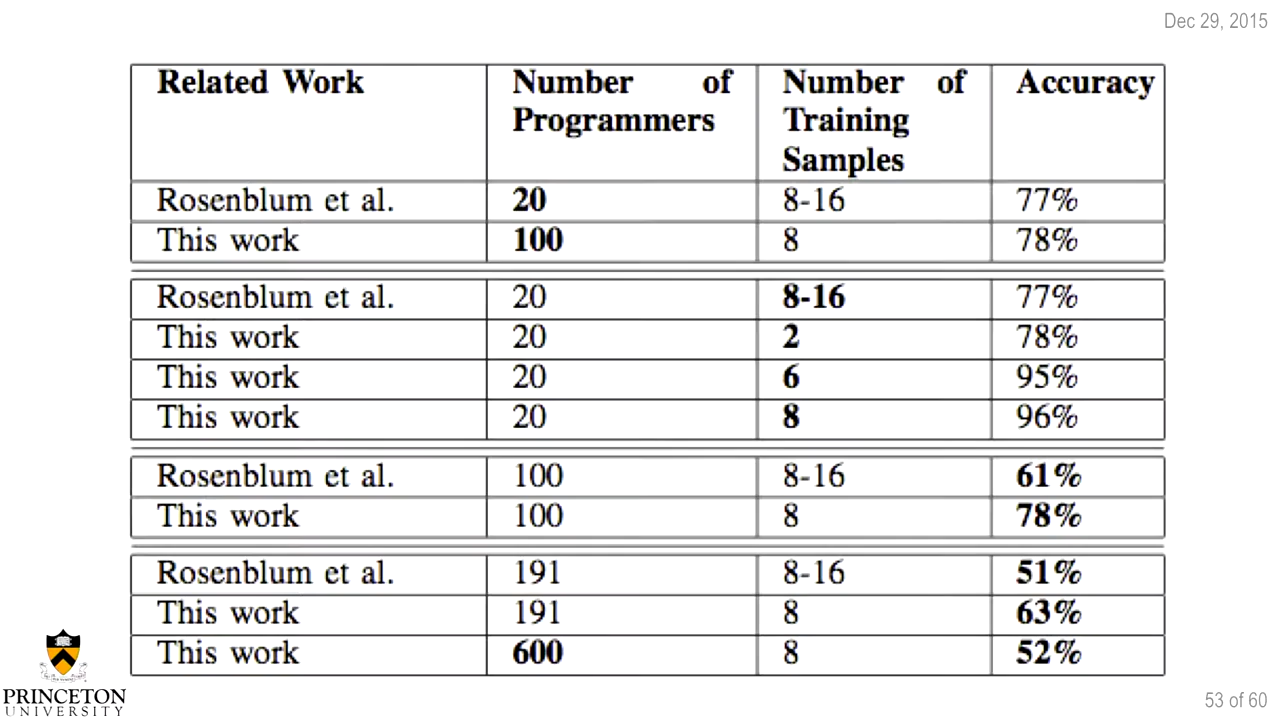 Dec 29, 2015
Related Work Number of Programmers Number of Training Samples Accuracy
Rosenblum et al. 20 8-16 77%
This work 100 8 78%
Rosenblum et al. 20 8-16 77%
This work 20 2 78%
This work 20 6 95%
This work 20 8 96%
Rosenblum et al. 100 8-16 61%
This work 100 8 78%
Rosenblum et al. 191 8-16 51%
This work 191 8 63%
This work 600 8 52%
PRINCETON
UNIVERSITY
53 of 60